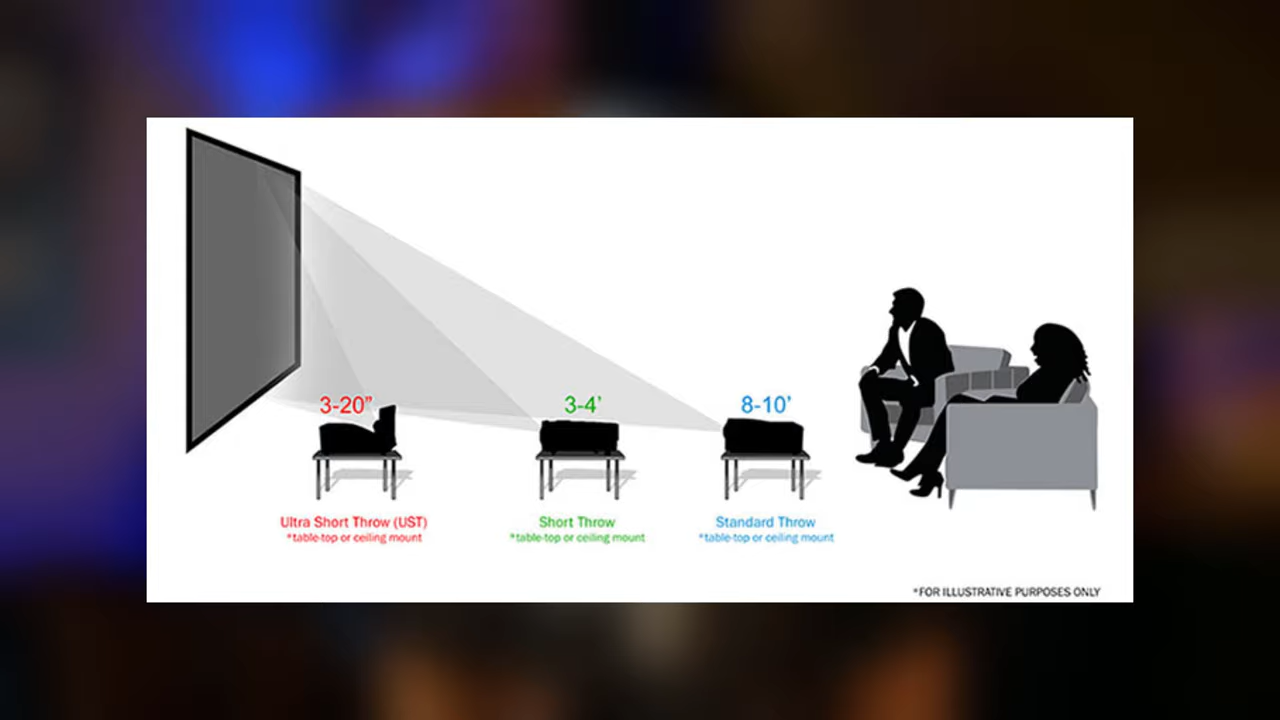 3-20”
3-4’
8-10’
Ultra Short Throw (UST)
*table-top or ceiling mount
Short Throw
*table-top or ceiling mount
Standard Throw
*table-top or ceiling mount
*FOR ILLUSTRATIVE PURPOSES ONLY